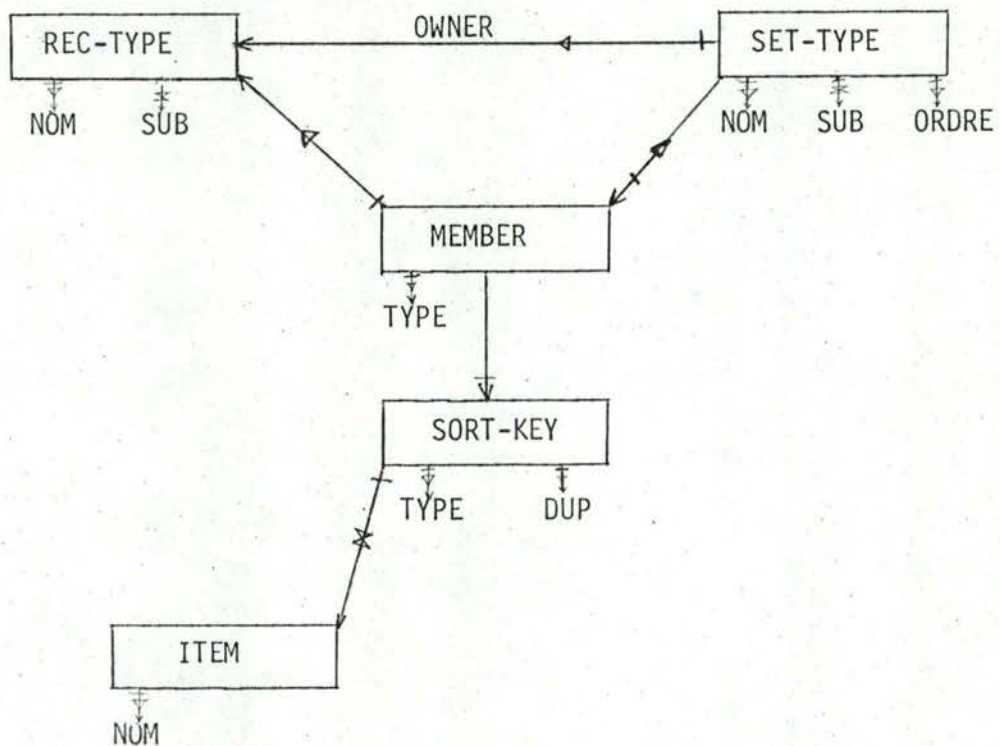 OWNER
REC-TYPE
SET-TYPE
NOM SUB
NOM SUB ORDRE
MEMBER
TYPE
SORT-KEY
TYPE DUP
ITEM
NOM